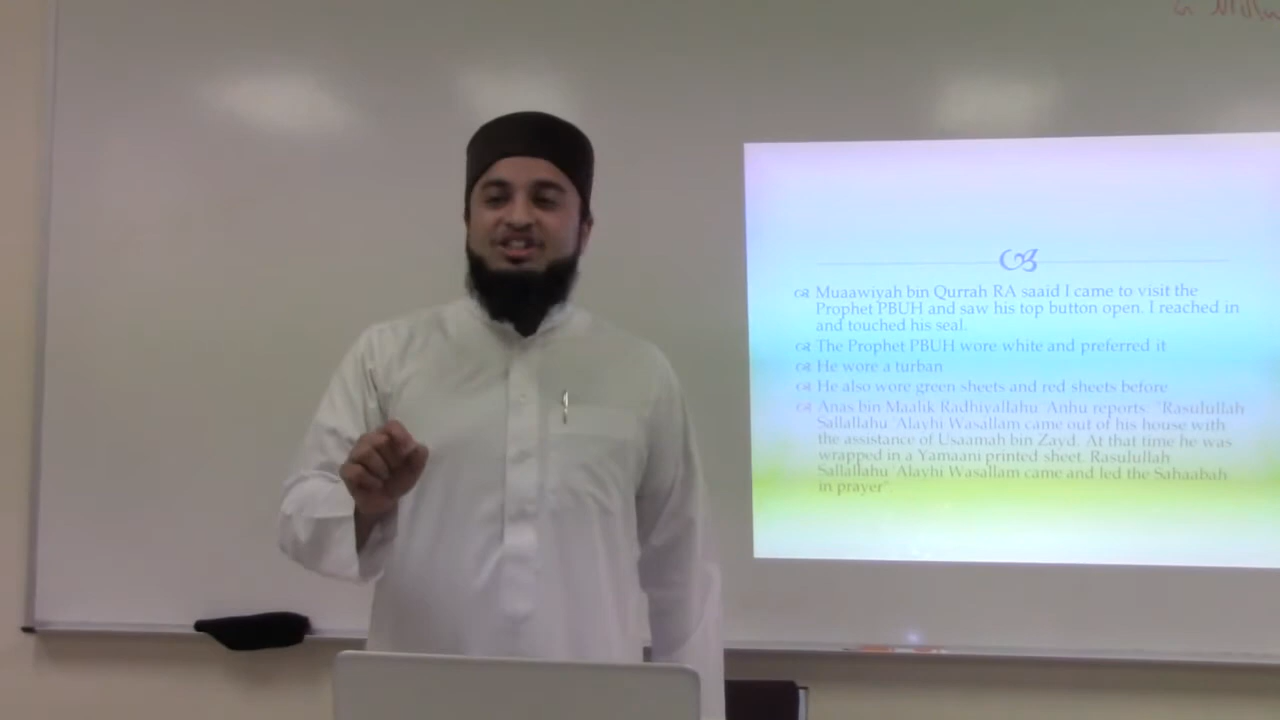 Muaawiyah bin Qurrah RA saaid I came to visit the
Prophet PBUH and saw his top button open. I reached in
and touched his seal.
The Prophet PBUH wore white and preferred it
He wore a turban
He also wore green sheets and red sheets before
Anas bin Maalik Radhiyallahu 'Anhu reports: "Rasulullah
Sallallahu 'Alayhi Wasallam came out of his house with
the assistance of Usaamah bin Zayd. At that time he was
wrapped in a Yamaani printed sheet. Rasulullah
Sallallahu 'Alayhi Wasallam came and led the Sahaabah
in prayer"